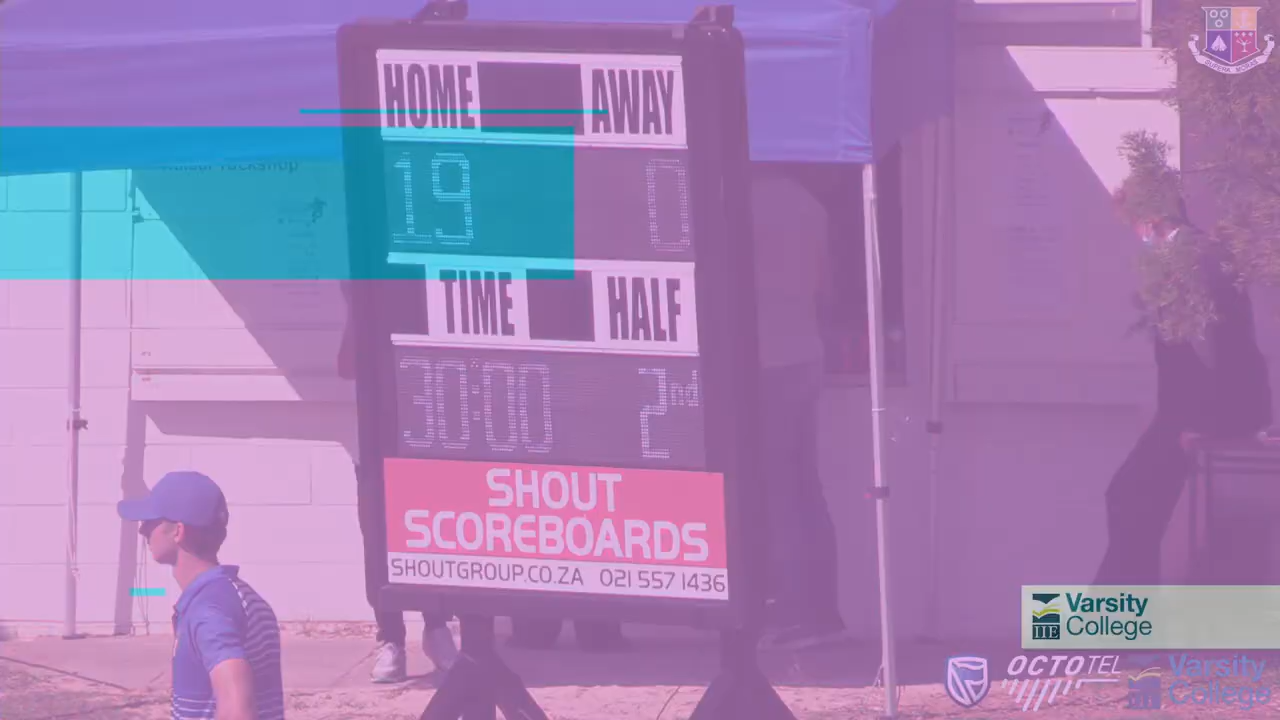 HOME AWAY
19 0
TIME HALF
30:00 2nd
SHOUT
SCOREBOARDS
SHOUTGROUP.CO.ZA 021 557 1436
Varsity
College
IIE
OCTOTEL
Varsity
College